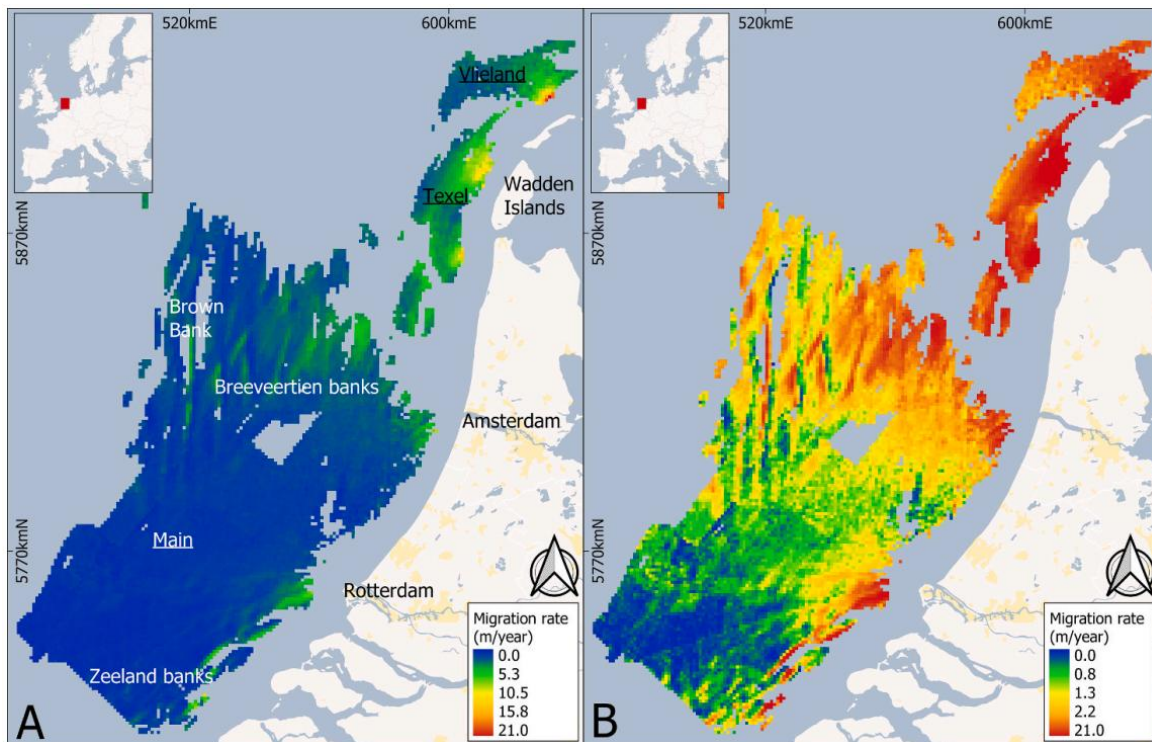 520kmE
600kmE
5870kmN
5770kmN
Vlieland
Texel
Wadden
Islands
Brown
Bank
Breeveertien banks
Amsterdam
Main
Rotterdam
Zeeland banks
Migration rate
(m/year)
0.0
5.3
10.5
15.8
21.0
A
520kmE
600kmE
5870kmN
5770kmN
Migration rate
(m/year)
0.0
0.8
1.3
2.2
21.0
B